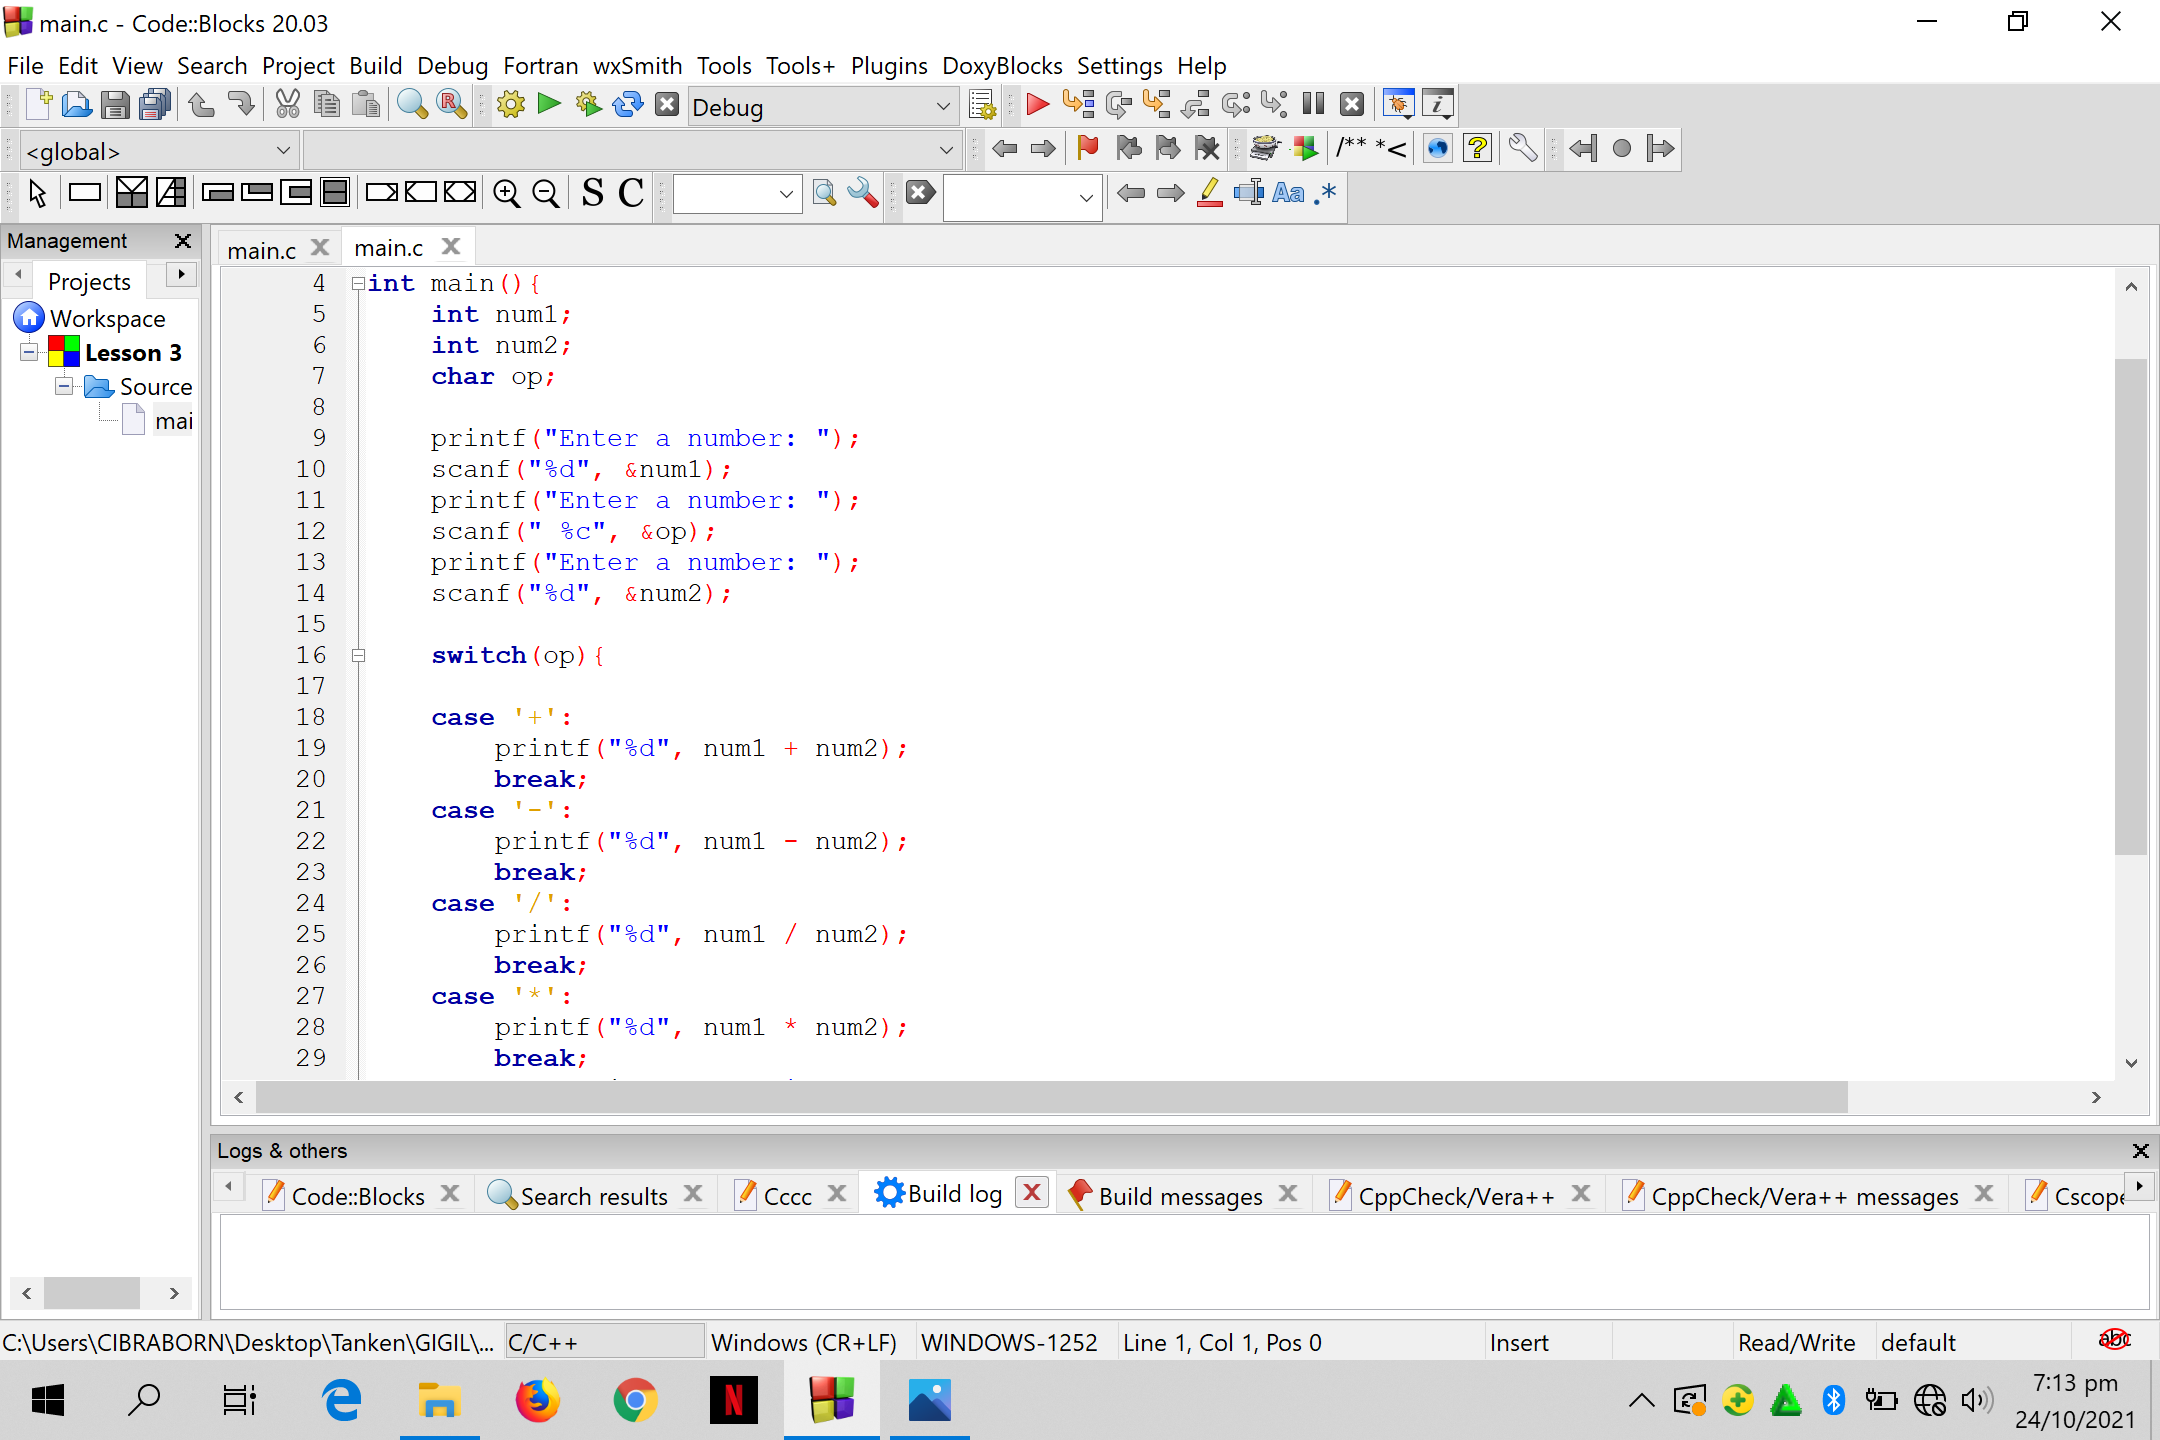 main.c - Code::Blocks 20.03
File Edit View Search Project Build Debug Fortran wxSmith Tools Tools+ Plugins DoxyBlocks Settings Help
Debug
<global>
/** *<
S C
Aa .*
Management
Projects
Workspace
Lesson 3
Source
mai
main.c main.c
4 int main(){
5 int num1;
6 int num2;
7 char op;
8
9 printf("Enter a number: ");
10 scanf("%d", &num1);
11 printf("Enter a number: ");
12 scanf(" %c", &op);
13 printf("Enter a number: ");
14 scanf("%d", &num2);
15
16 switch(op){
17
18 case '+':
19 printf("%d", num1 + num2);
20 break;
21 case '-':
22 printf("%d", num1 - num2);
23 break;
24 case '/':
25 printf("%d", num1 / num2);
26 break;
27 case '*':
28 printf("%d", num1 * num2);
29 break;
Logs & others
Code::Blocks Search results Cccc Build log Build messages CppCheck/Vera++ CppCheck/Vera++ messages Cscope
C:\Users\CIBRABORN\Desktop\Tanken\GIGIL\... C/C++ Windows (CR+LF) WINDOWS-1252 Line 1, Col 1, Pos 0 Insert Read/Write default abc
7:13 pm
24/10/2021